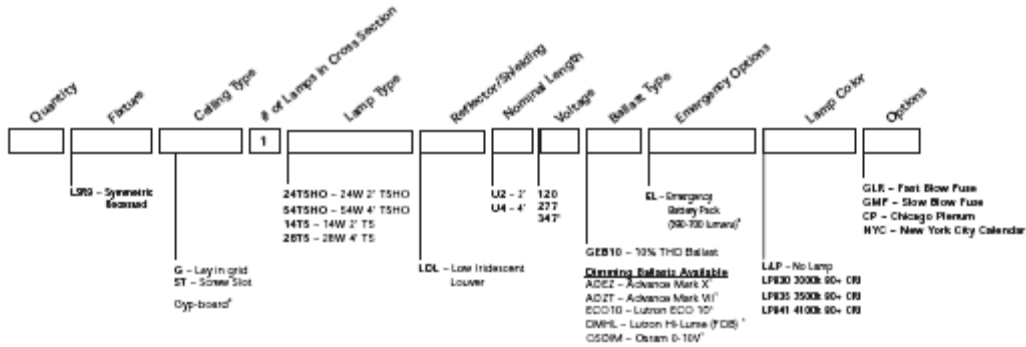 Quantity
Fixture
Ceiling Type
# of Lamps in Cross Section
Lamp Type
Reflector/Shielding
Nominal Length
Voltage
Ballast Type
Emergency Options
Lamp Color
Options
1
– Symmetric
Recessed
G – Lay in grid
ST – Screw Slot
Gyp-board
24T5HO – 24W 2' T5HO
54T5HO – 54W 4' T5HO
14T5 – 14W 2' T5
28T5 – 28W 4' T5
LDL – Low Iridescent
Louver
U2 – 2'
U4 – 4'
120
277
347
GEB10 – 10% THD Ballast
Dimming Ballasts Available
ADEZ – Advance Mark X
ADZT – Advance Mark VII
ECO10 – Lutron ECO 10
DMHL – Lutron Hi-Lume (FDB)
OSDIM – Osram 0-10V
EL – Emergency
Battery Pack
lumens)
L/LP – No Lamp
LP830 3000k 80+ CRI
LP835 3500k 80+ CRI
LP841 4100k 80+ CRI
GLR – Fast Blow Fuse
GMF – Slow Blow Fuse
CP – Chicago Plenum
NYC – New York City Calendar